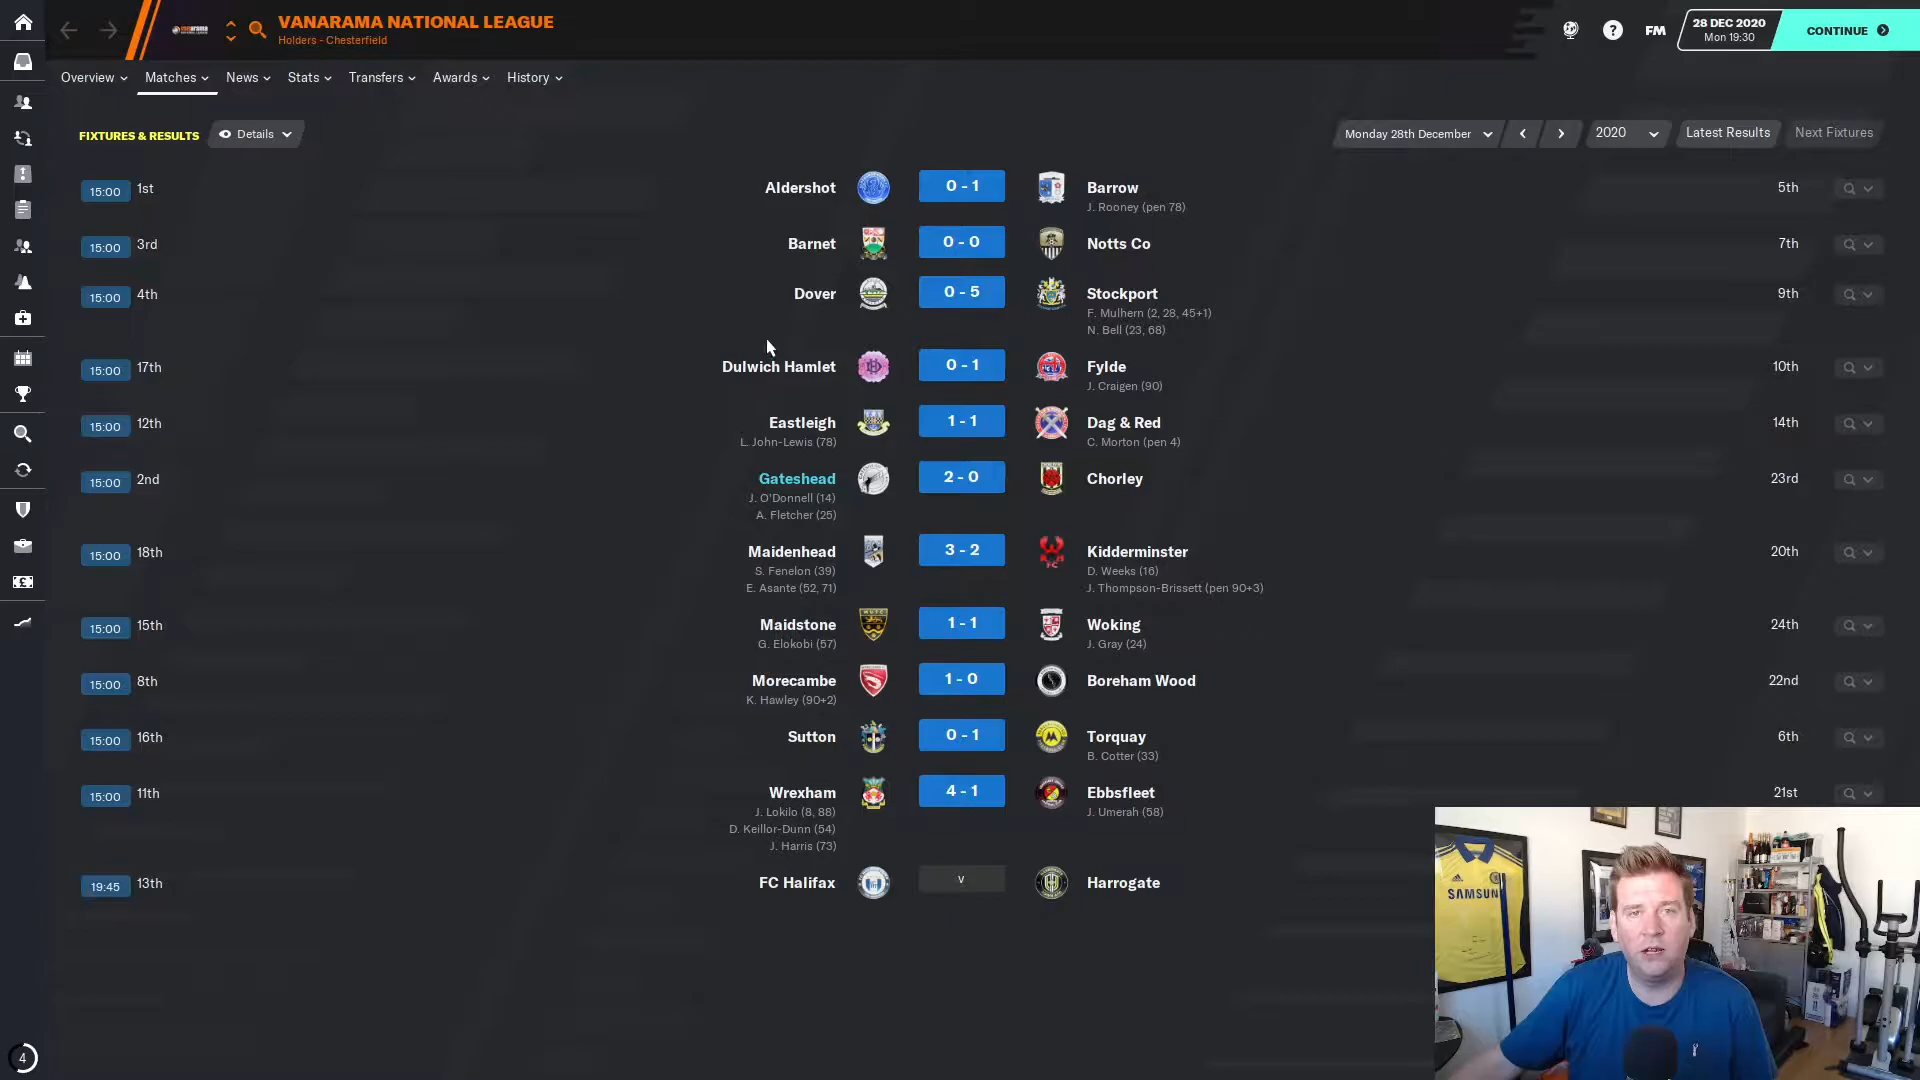 VANARAMA NATIONAL LEAGUE
Holders - Chesterfield
FM
28 DEC 2020
Mon 19:30
CONTINUE
Overview
Matches
News
Stats
Transfers
Awards
History
FIXTURES & RESULTS
Details
Monday 28th December
2020
Latest Results
Next Fixtures
15:00 1st Aldershot 0 - 1 Barrow 5th
J. Rooney (pen 78)
15:00 3rd Barnet 0 - 0 Notts Co 7th
15:00 4th Dover 0 - 5 Stockport 9th
F. Mulhern (2, 28, 45+1)
N. Bell (23, 68)
15:00 17th Dulwich Hamlet 0 - 1 Fylde 10th
J. Craigen (90)
15:00 12th Eastleigh 1 - 1 Dag & Red 14th
L. John-Lewis (78) C. Morton (pen 4)
15:00 2nd Gateshead 2 - 0 Chorley 23rd
J. O'Donnell (14)
A. Fletcher (25)
15:00 18th Maidenhead 3 - 2 Kidderminster 20th
S. Fenelon (39) D. Weeks (16)
E. Asante (52, 71) J. Thompson-Brissett (pen 90+3)
15:00 15th Maidstone 1 - 1 Woking 24th
G. Elokobi (57) J. Gray (24)
15:00 8th Morecambe 1 - 0 Boreham Wood 22nd
K. Hawley (90+2)
15:00 16th Sutton 0 - 1 Torquay 6th
B. Cotter (33)
15:00 11th Wrexham 4 - 1 Ebbsfleet 21st
J. Lokilo (8, 88) J. Umerah (58)
D. Keillor-Dunn (54)
J. Harris (73)
19:45 13th FC Halifax v Harrogate
SAMSUNG
4